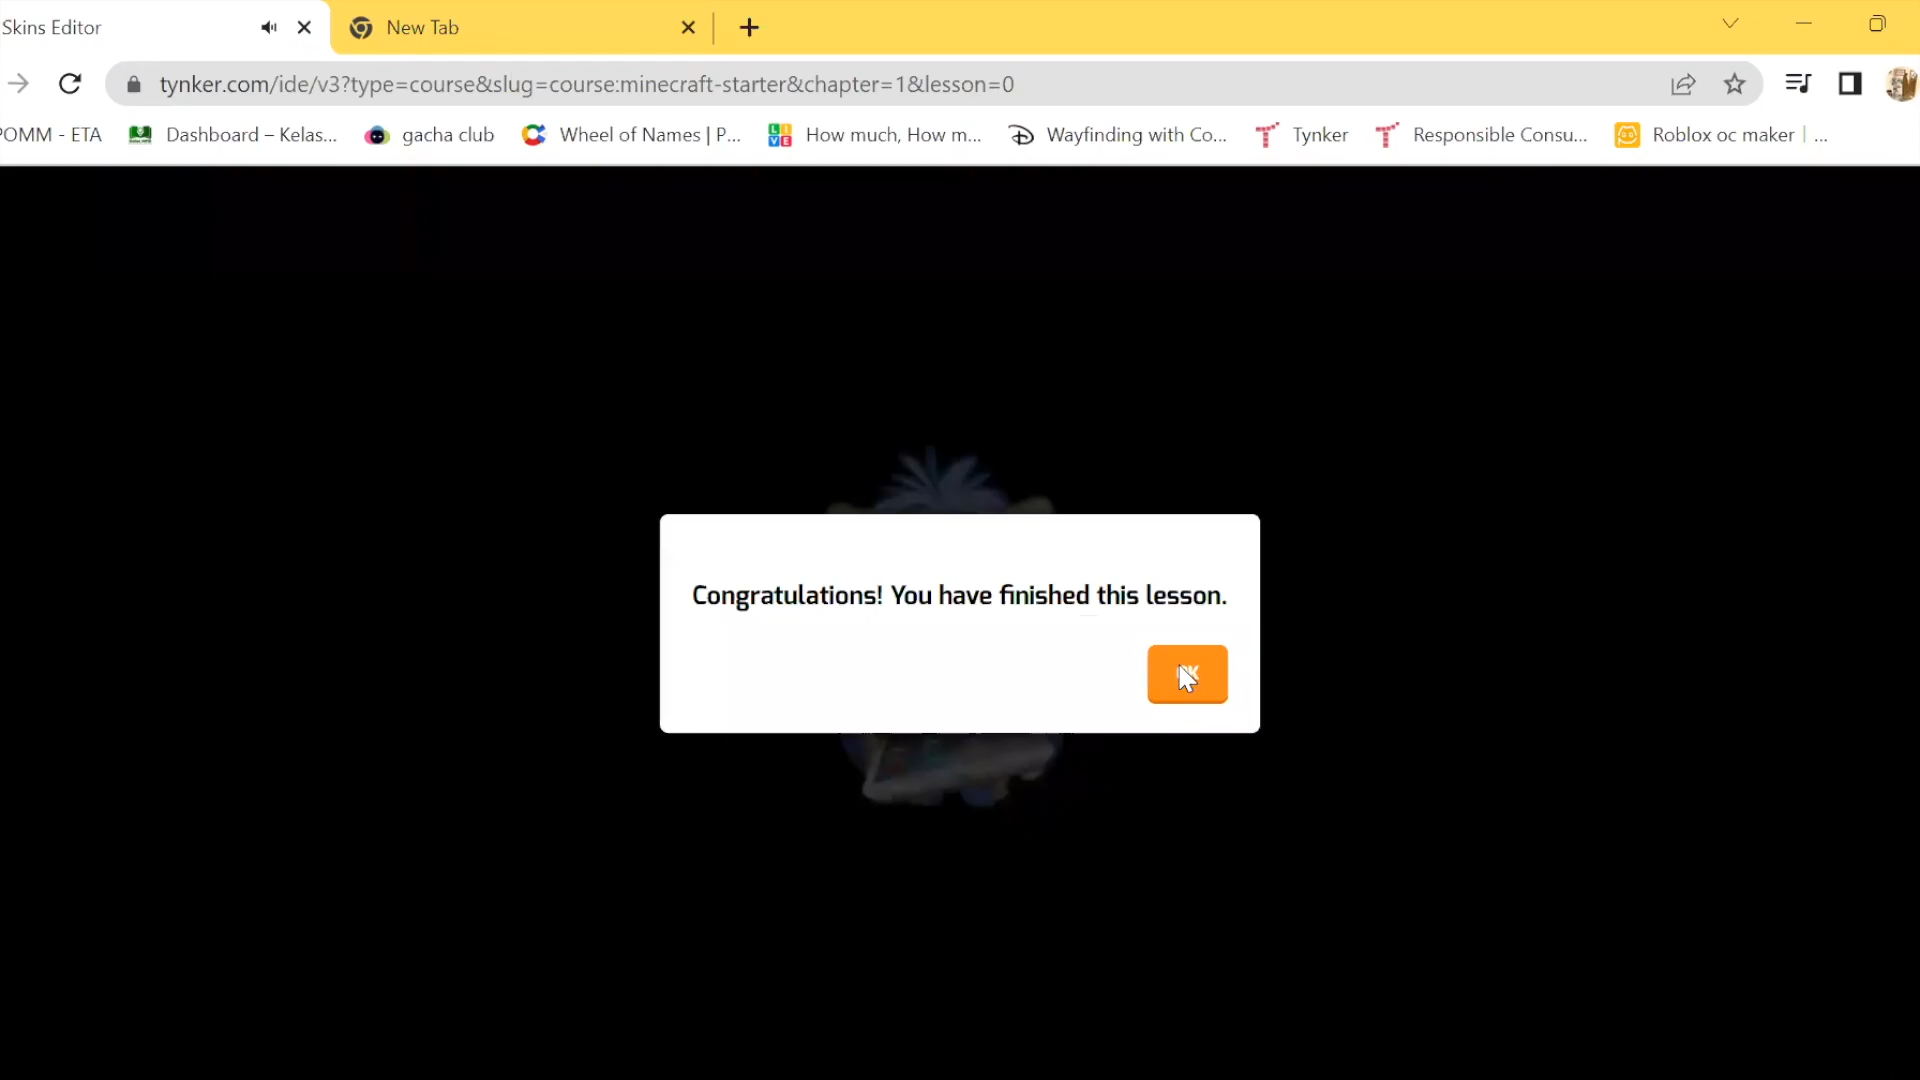 Skins Editor
New Tab
tynker.com/ide/v3?type=course&slug=course:minecraft-starter&chapter=1&lesson=0
POMM - ETA
Dashboard – Kelas...
gacha club
Wheel of Names | P...
LIVE
How much, How m...
Wayfinding with Co...
Tynker
Responsible Consu...
Roblox oc maker | ...
Congratulations! You have finished this lesson.